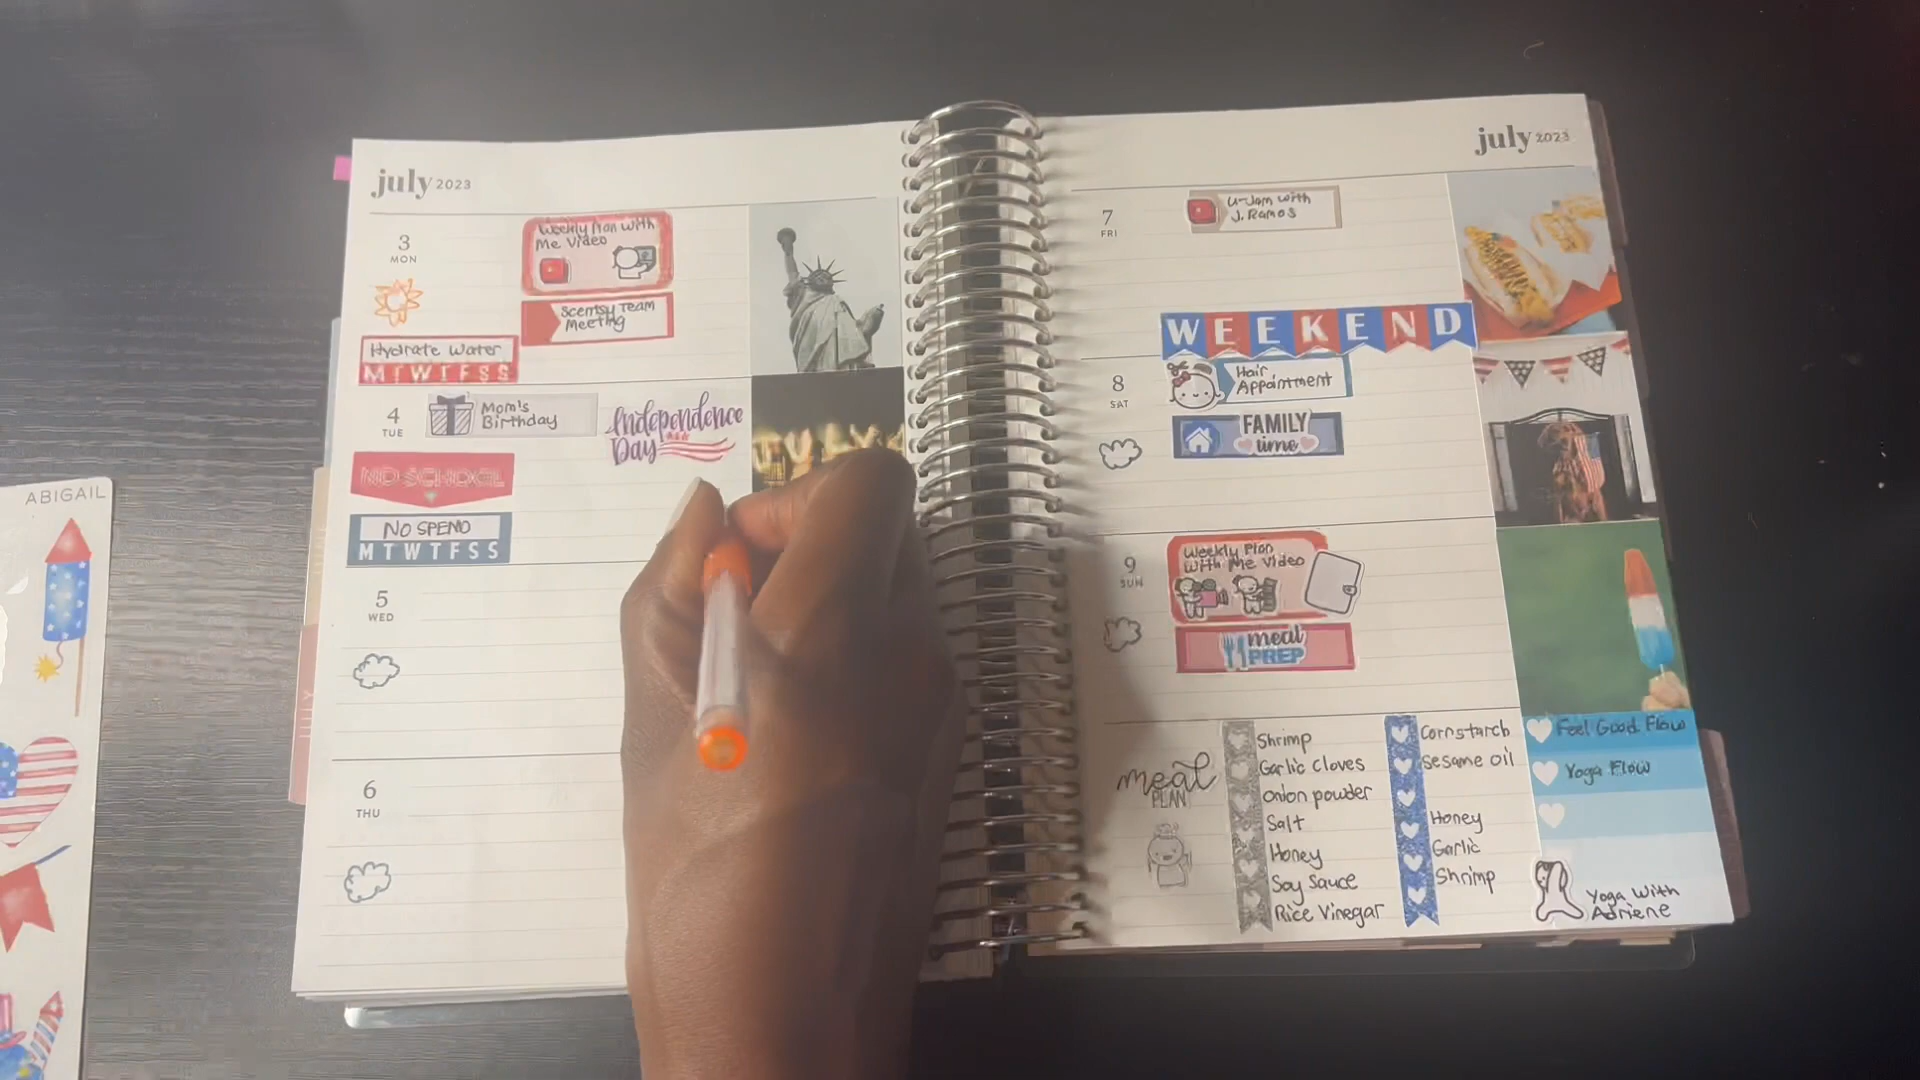 july 2023
3
MON
Weekly Plan With
Me Video
Scentsy Team
Meeting
Hydrate Water
M T W T F S S
4
TUE
Mom's
Birthday
Independence
Day
NO SCHOOL
NO SPEND
M T W T F S S
JULY
5
WED
6
THU
july 2023
7
FRI
U-Jam with
J. Ramos
WEEKEND
8
SAT
Hair
Appointment
FAMILY
time
9
SUN
Weekly Plan
With Me Video
meal
PREP
meal
PLAN
Shrimp
Garlic cloves
onion powder
Salt
Honey
Soy Sauce
Rice Vinegar
Cornstarch
Sesame oil
Honey
Garlic
Shrimp
Feel Good Flow
Yoga Flow
Yoga With
Adriene
ABIGAIL
JULY